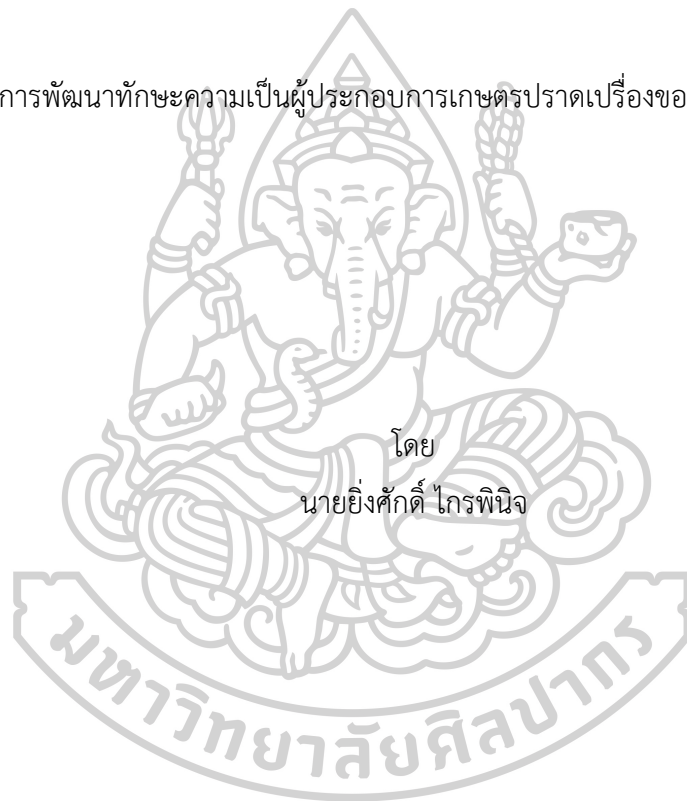 การพัฒนาทักษะความเป็นผู้ประกอบการเกษตรปราดเปรื่องขอ
โดย
นายยิ่งศักดิ์ ไกรพินิจ
มหาวิทยาลัยศิลปากร